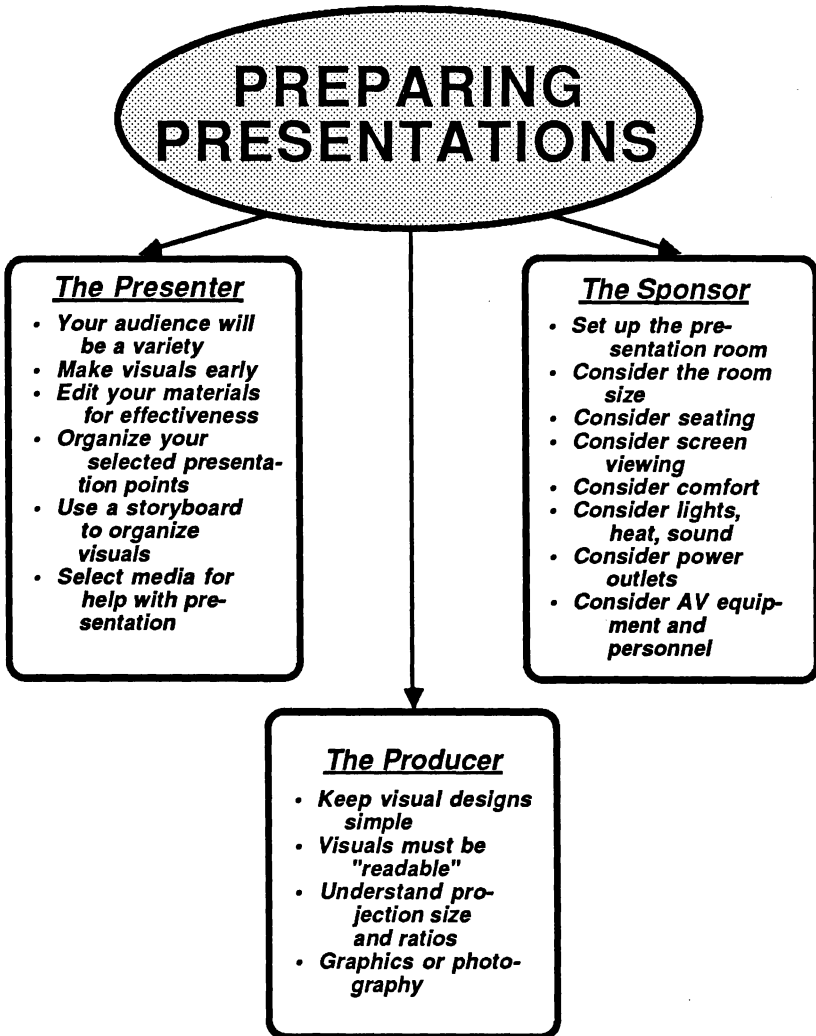 PREPARING
PRESENTATIONS
The Presenter
• Your audience will
be a variety
• Make visuals early
• Edit your materials
for effectiveness
• Organize your
selected presenta-
tion points
• Use a storyboard
to organize
visuals
• Select media for
help with pre-
sentation
The Sponsor
• Set up the pre-
sentation room
• Consider the room
size
• Consider seating
• Consider screen
viewing
• Consider comfort
• Consider lights,
heat, sound
• Consider power
outlets
• Consider AV equip-
ment and
personnel
The Producer
• Keep visual designs
simple
• Visuals must be
"readable"
• Understand pro-
jection size
and ratios
• Graphics or photo-
graphy